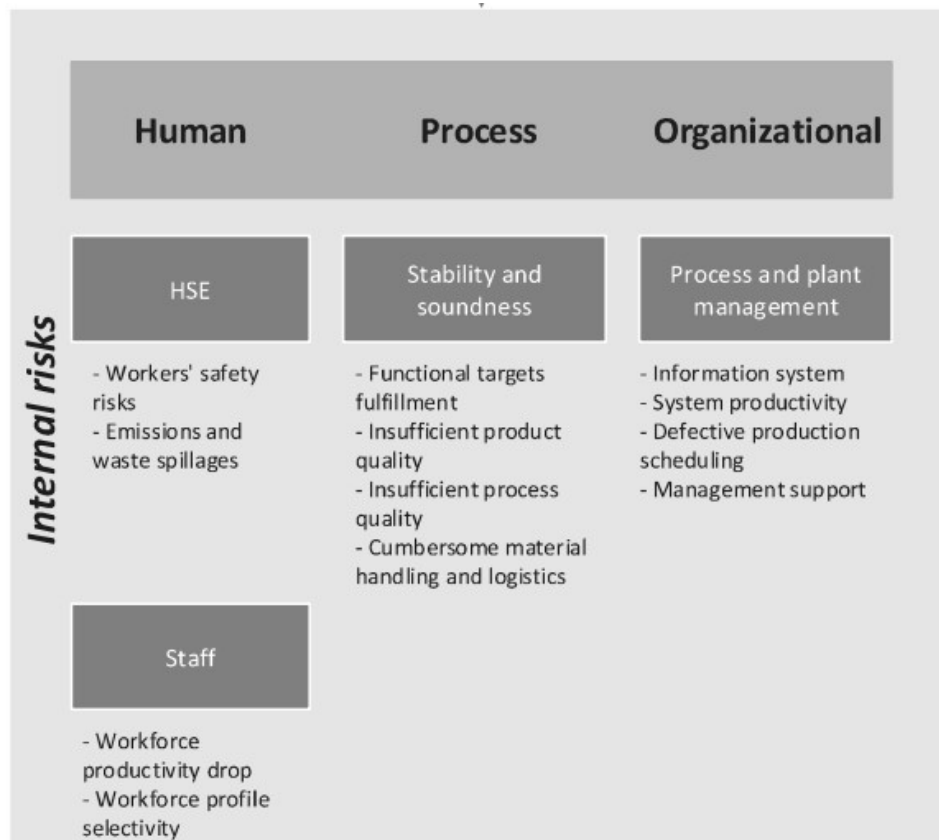 Human
Process
Organizational
Internal risks
HSE
- Workers' safety
risks
- Emissions and
waste spillages
Stability and
soundness
- Functional targets
fulfillment
- Insufficient product
quality
- Insufficient process
quality
- Cumbersome material
handling and logistics
Process and plant
management
- Information system
- System productivity
- Defective production
scheduling
- Management support
Staff
- Workforce
productivity drop
- Workforce profile
selectivity